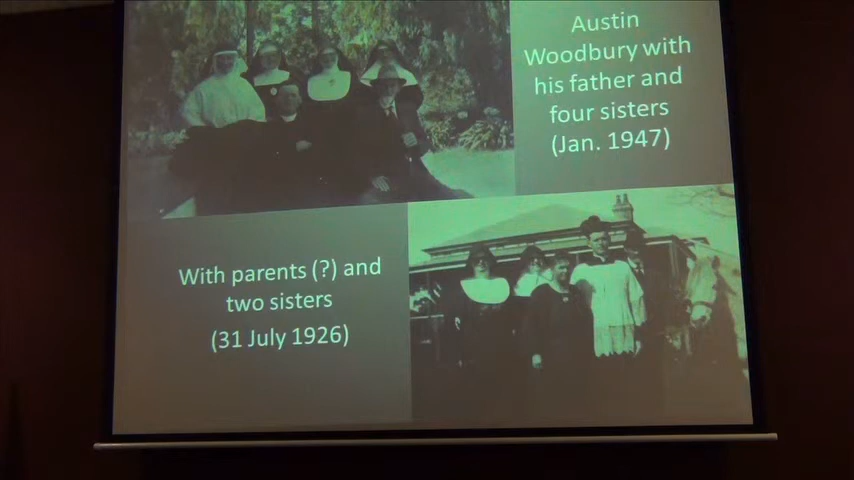 Austin
Woodbury with
his father and
four sisters
(Jan. 1947)
With parents (?) and
two sisters
(31 July 1926)